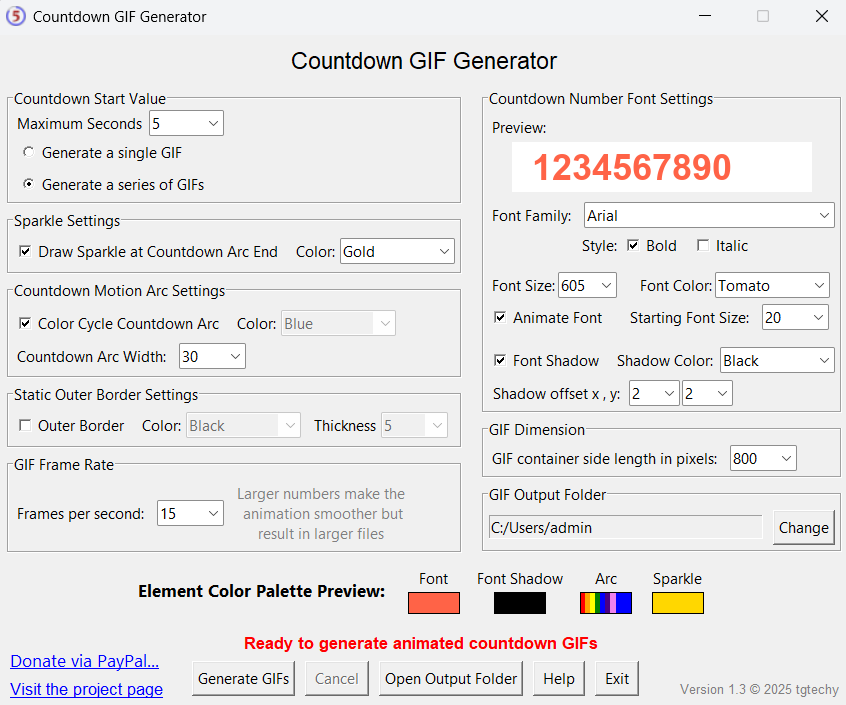 5 Countdown GIF Generator
Countdown GIF Generator
Countdown Start Value
Maximum Seconds 5
Generate a single GIF
Generate a series of GIFs
Sparkle Settings
Draw Sparkle at Countdown Arc End Color: Gold
Countdown Motion Arc Settings
Color Cycle Countdown Arc Color: Blue
Countdown Arc Width: 30
Static Outer Border Settings
Outer Border Color: Black Thickness 5
GIF Frame Rate
Frames per second: 15
Larger numbers make the
animation smoother but
result in larger files
Countdown Number Font Settings
Preview:
1234567890
Font Family: Arial
Style: Bold Italic
Font Size: 605 Font Color: Tomato
Animate Font Starting Font Size: 20
Font Shadow Shadow Color: Black
Shadow offset x , y: 2 2
GIF Dimension
GIF container side length in pixels: 800
GIF Output Folder
C:/Users/admin Change
Element Color Palette Preview: Font Font Shadow Arc Sparkle
Ready to generate animated countdown GIFs
Donate via PayPal...
Visit the project page
Generate GIFs Cancel Open Output Folder Help Exit
Version 1.3 © 2025 tgtechy